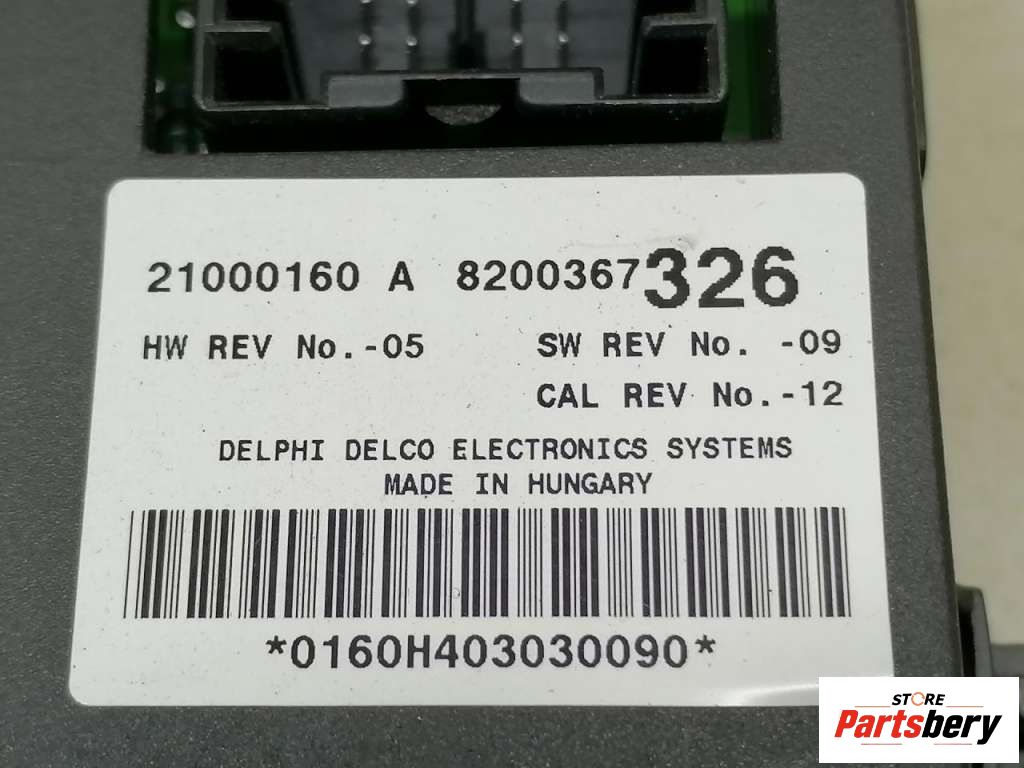 21000160 A 8200367326
HW REV No.-05 SW REV No. -09
CAL REV No.-12
DELPHI DELCO ELECTRONICS SYSTEMS
MADE IN HUNGARY
*0160H403030090*
STORE
Partsbery